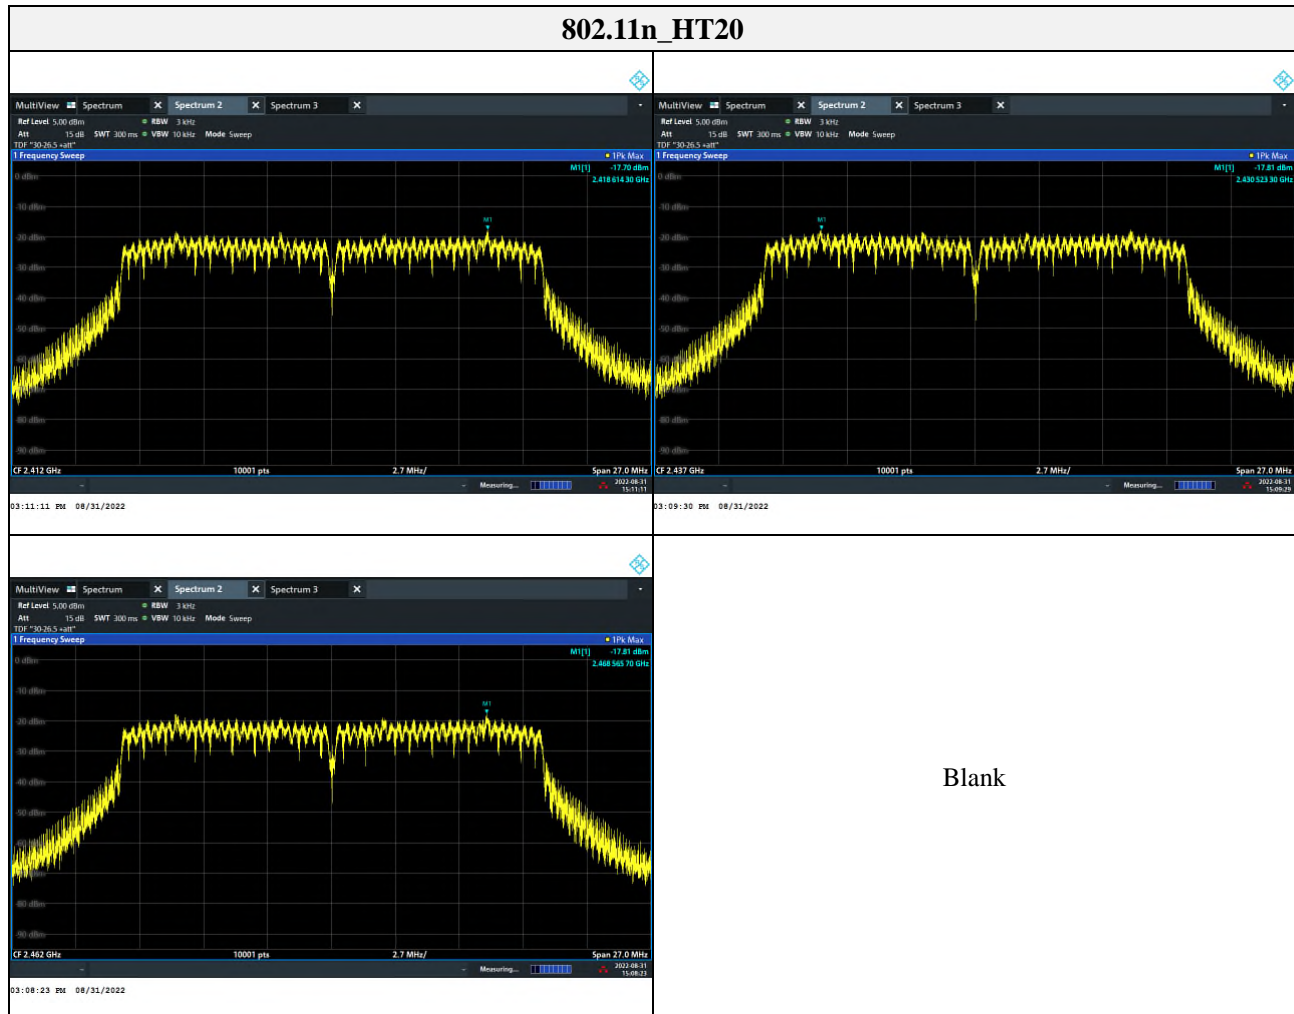 802.11n_HT20
MultiView Spectrum Spectrum 2 Spectrum 3
Ref Level 5.00 dBm RBW 3 kHz
Att 15 dB SWT 300 ms VBW 10 kHz Mode Sweep
TDF "30-26.5 +att"
1 Frequency Sweep 1Pk Max
M1[1] -17.70 dBm
2.418 614 30 GHz
0 dBm
-10 dBm
M1
-20 dBm
-30 dBm
-40 dBm
-50 dBm
-60 dBm
-80 dBm
-90 dBm
CF 2.412 GHz 10001 pts 2.7 MHz/ Span 27.0 MHz
Measuring... 2022-08-31
15:11:11
03:11:11 PM 08/31/2022
MultiView Spectrum Spectrum 2 Spectrum 3
Ref Level 5.00 dBm RBW 3 kHz
Att 15 dB SWT 300 ms VBW 10 kHz Mode Sweep
TDF "30-26.5 +att"
1 Frequency Sweep 1Pk Max
M1[1] -17.81 dBm
2.430 523 30 GHz
0 dBm
-10 dBm
M1
-20 dBm
-30 dBm
-40 dBm
-50 dBm
-60 dBm
-80 dBm
-90 dBm
CF 2.437 GHz 10001 pts 2.7 MHz/ Span 27.0 MHz
Measuring... 2022-08-31
15:09:29
03:09:30 PM 08/31/2022
MultiView Spectrum Spectrum 2 Spectrum 3
Ref Level 5.00 dBm RBW 3 kHz
Att 15 dB SWT 300 ms VBW 10 kHz Mode Sweep
TDF "30-26.5 +att"
1 Frequency Sweep 1Pk Max
M1[1] -17.81 dBm
2.468 565 70 GHz
0 dBm
-10 dBm
M1
-20 dBm
-30 dBm
-40 dBm
-50 dBm
-80 dBm
-90 dBm
CF 2.462 GHz 10001 pts 2.7 MHz/ Span 27.0 MHz
Measuring... 2022-08-31
15:08:23
03:08:23 PM 08/31/2022
Blank